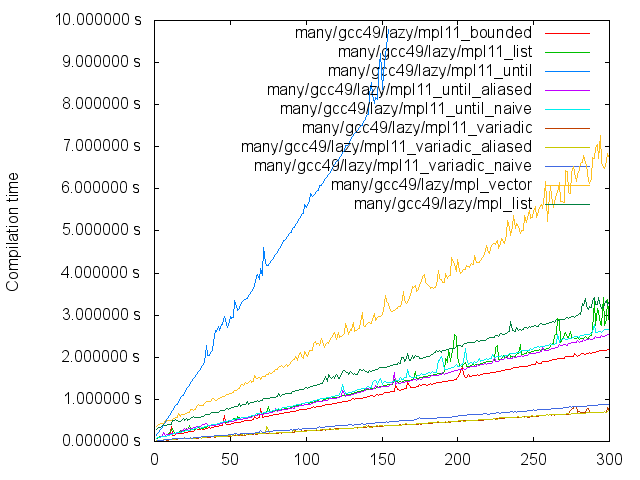 10.000000 s
9.000000 s
8.000000 s
7.000000 s
6.000000 s
5.000000 s
4.000000 s
3.000000 s
2.000000 s
1.000000 s
0.000000 s
Compilation time
many/gcc49/lazy/mpl11_bounded
many/gcc49/lazy/mpl11_list
many/gcc49/lazy/mpl11_until
many/gcc49/lazy/mpl11_until_aliased
many/gcc49/lazy/mpl11_until_naive
many/gcc49/lazy/mpl11_variadic
many/gcc49/lazy/mpl11_variadic_aliased
many/gcc49/lazy/mpl11_variadic_naive
many/gcc49/lazy/mpl_vector
many/gcc49/lazy/mpl_list
0 50 100 150 200 250 300